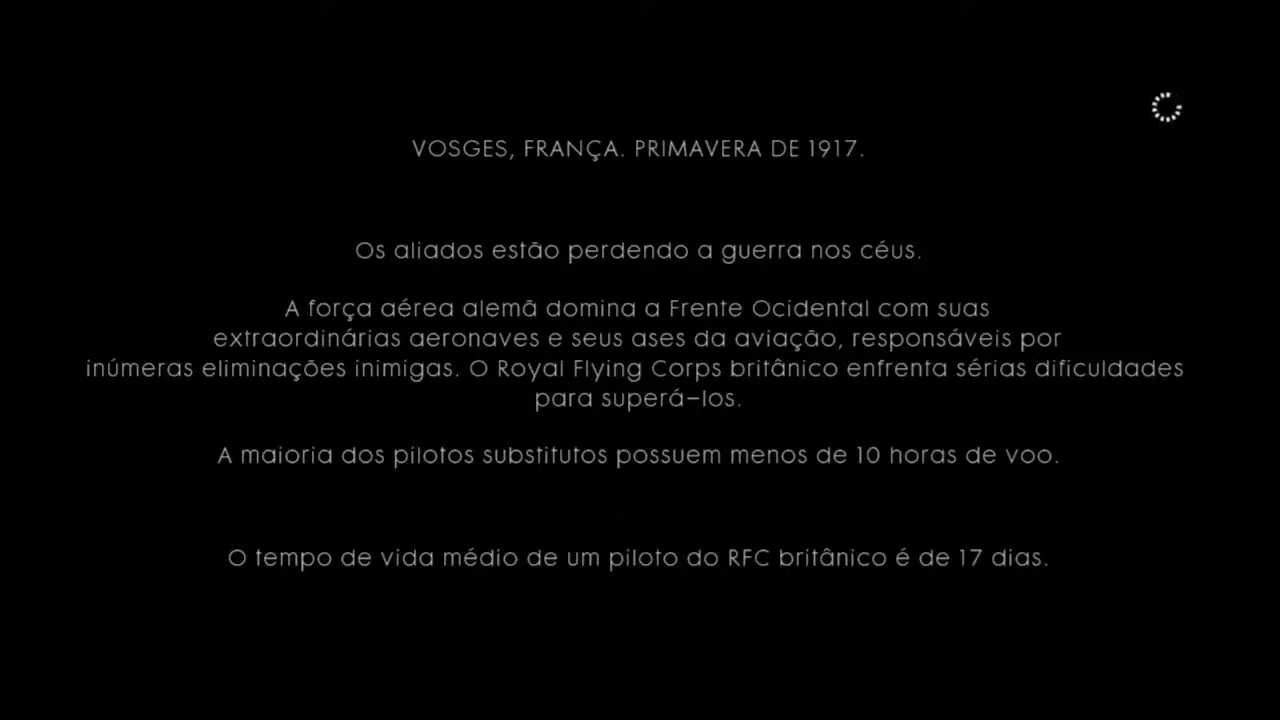 VOSGES, FRANÇA. PRIMAVERA DE 1917.
Os aliados estão perdendo a guerra nos céus.
A força aérea alemã domina a Frente Ocidental com suas
extraordinárias aeronaves e seus ases da aviação, responsáveis por
inúmeras eliminações inimigas. O Royal Flying Corps britânico enfrenta sérias dificuldades
para superá-los.
A maioria dos pilotos substitutos possuem menos de 10 horas de voo.
O tempo de vida médio de um piloto do RFC britânico é de 17 dias.